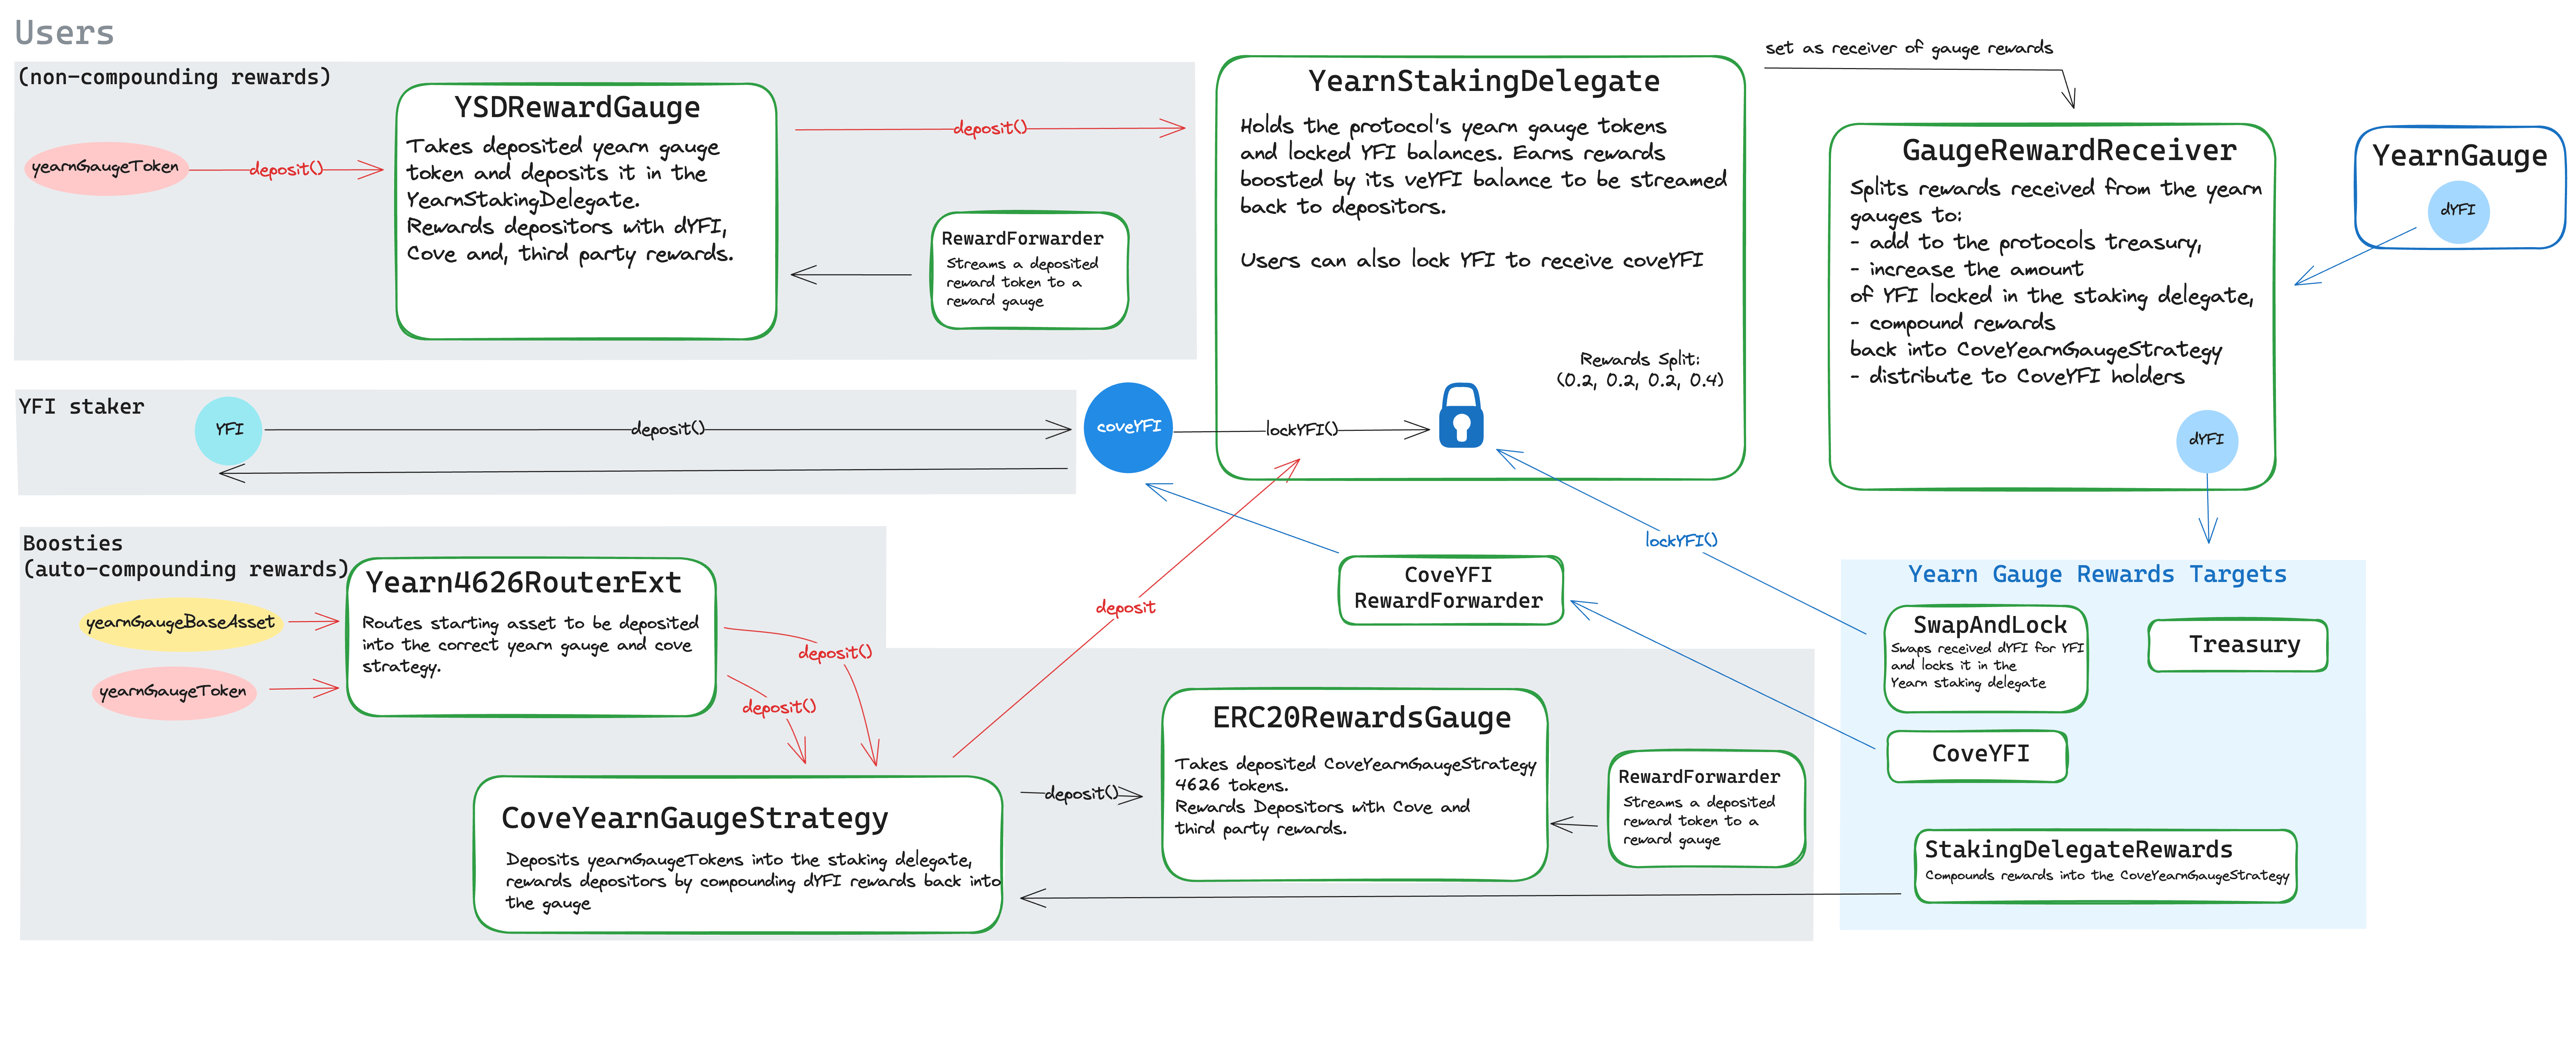 Users
(non-compounding rewards)
yearnGaugeToken
deposit()
YSDRewardGauge
Takes deposited yearn gauge
token and deposits it in the
YearnStakingDelegate.
Rewards depositors with dYFI,
Cove and, third party rewards.
deposit()
RewardForwarder
Streams a deposited
reward token to a
reward gauge
YearnStakingDelegate
Holds the protocol's yearn gauge tokens
and locked YFI balances. Earns rewards
boosted by its veYFI balance to be streamed
back to depositors.
Users can also lock YFI to receive coveYFI
Rewards Split:
(0.2, 0.2, 0.2, 0.4)
set as receiver of gauge rewards
GaugeRewardReceiver
Splits rewards received from the yearn
gauges to:
- add to the protocols treasury,
- increase the amount
of YFI locked in the staking delegate,
- compound rewards
back into CoveYearnGaugeStrategy
- distribute to CoveYFI holders
dYFI
YearnGauge
dYFI
YFI staker
YFI
deposit()
coveYFI
lockYFI()
Boosties
(auto-compounding rewards)
yearnGaugeBaseAsset
yearnGaugeToken
Yearn4626RouterExt
Routes starting asset to be deposited
into the correct yearn gauge and cove
strategy.
deposit()
deposit()
deposit
CoveYFI
RewardForwarder
lockYFI()
CoveYearnGaugeStrategy
Deposits yearnGaugeTokens into the staking delegate,
rewards depositors by compounding dYFI rewards back into
the gauge
deposit()
ERC20RewardsGauge
Takes deposited CoveYearnGaugeStrategy
4626 tokens.
Rewards Depositors with Cove and
third party rewards.
RewardForwarder
Streams a deposited
reward token to a
reward gauge
Yearn Gauge Rewards Targets
SwapAndLock
Swaps received dYFI for YFI
and locks it in the
Yearn staking delegate
Treasury
CoveYFI
StakingDelegateRewards
Compounds rewards into the CoveYearnGaugeStrategy